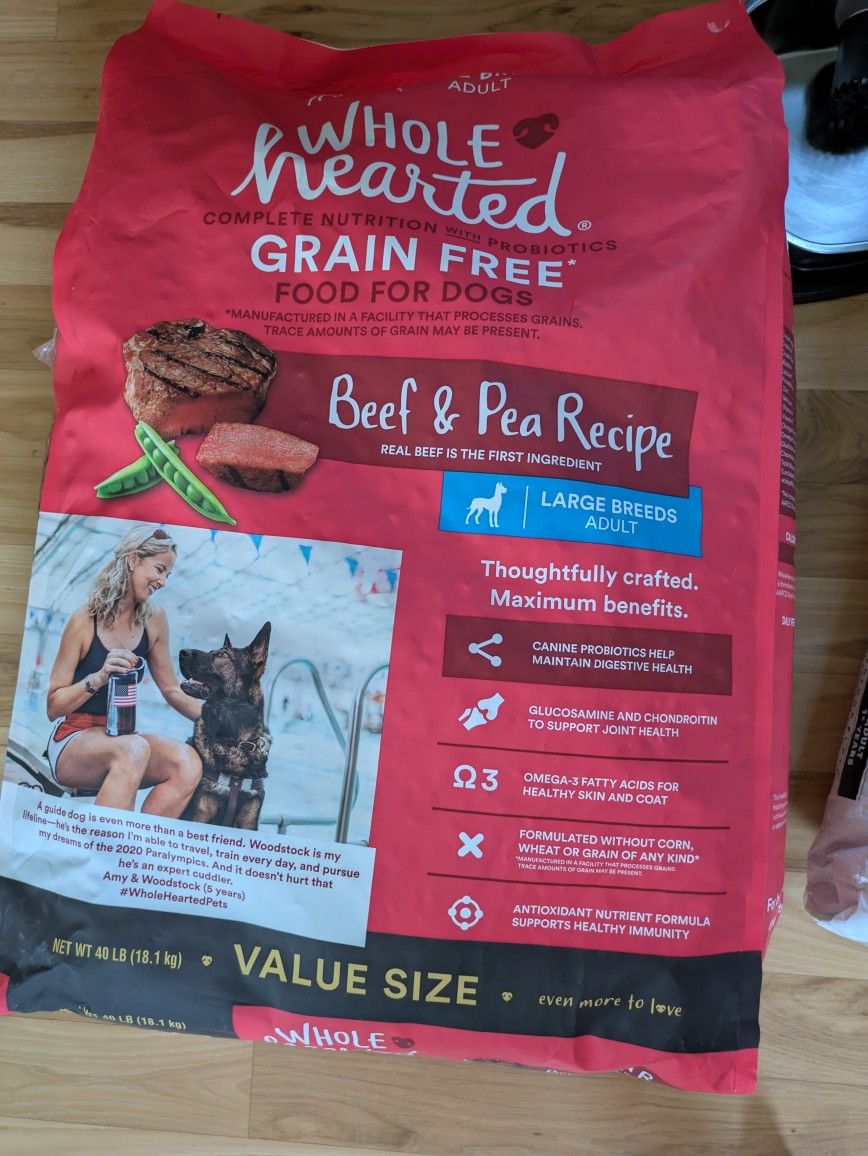 ADULT
WHOLE
hearted®
COMPLETE NUTRITION WITH PROBIOTICS
GRAIN FREE*
FOOD FOR DOGS
*MANUFACTURED IN A FACILITY THAT PROCESSES GRAINS.
TRACE AMOUNTS OF GRAIN MAY BE PRESENT.
Beef & Pea Recipe
REAL BEEF IS THE FIRST INGREDIENT
LARGE BREEDS
ADULT
Thoughtfully crafted.
Maximum benefits.
CANINE PROBIOTICS HELP
MAINTAIN DIGESTIVE HEALTH
GLUCOSAMINE AND CHONDROITIN
TO SUPPORT JOINT HEALTH
Ω3
OMEGA-3 FATTY ACIDS FOR
HEALTHY SKIN AND COAT
FORMULATED WITHOUT CORN,
WHEAT OR GRAIN OF ANY KIND*
*MANUFACTURED IN A FACILITY THAT PROCESSES GRAINS.
TRACE AMOUNTS OF GRAIN MAY BE PRESENT.
ANTIOXIDANT NUTRIENT FORMULA
SUPPORTS HEALTHY IMMUNITY
A guide dog is even more than a best friend. Woodstock is my
lifeline—he's the reason I'm able to travel, train every day, and pursue
my dreams of the 2020 Paralympics. And it doesn't hurt that
he's an expert cuddler.
Amy & Woodstock (5 years)
#WholeHeartedPets
NET WT 40 LB (18.1 kg)
VALUE SIZE
even more to love
40 LB (18.1 kg)
WHOLE